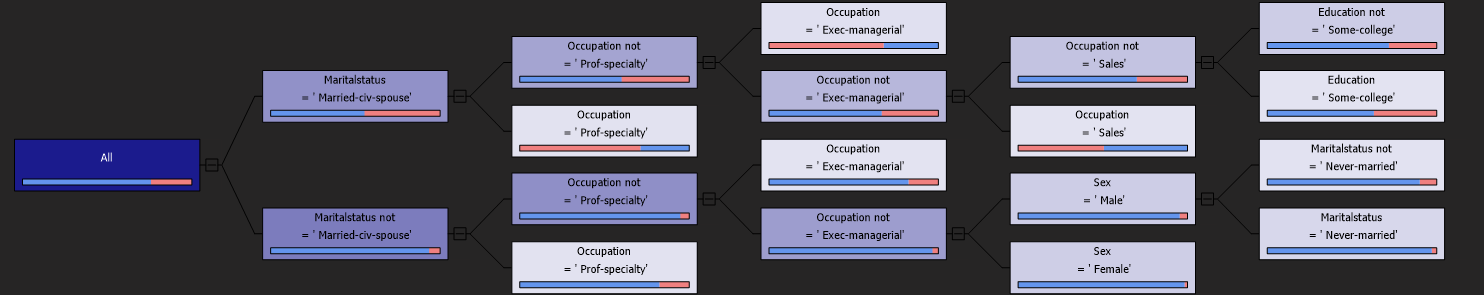 All
Maritalstatus
= ' Married-civ-spouse'
Maritalstatus not
= ' Married-civ-spouse'
Occupation not
= ' Prof-specialty'
Occupation
= ' Prof-specialty'
Occupation not
= ' Prof-specialty'
Occupation
= ' Prof-specialty'
Occupation
= ' Exec-managerial'
Occupation not
= ' Exec-managerial'
Occupation
= ' Exec-managerial'
Occupation not
= ' Exec-managerial'
Occupation not
= ' Sales'
Occupation
= ' Sales'
Sex
= ' Male'
Sex
= ' Female'
Education not
= ' Some-college'
Education
= ' Some-college'
Maritalstatus not
= ' Never-married'
Maritalstatus
= ' Never-married'